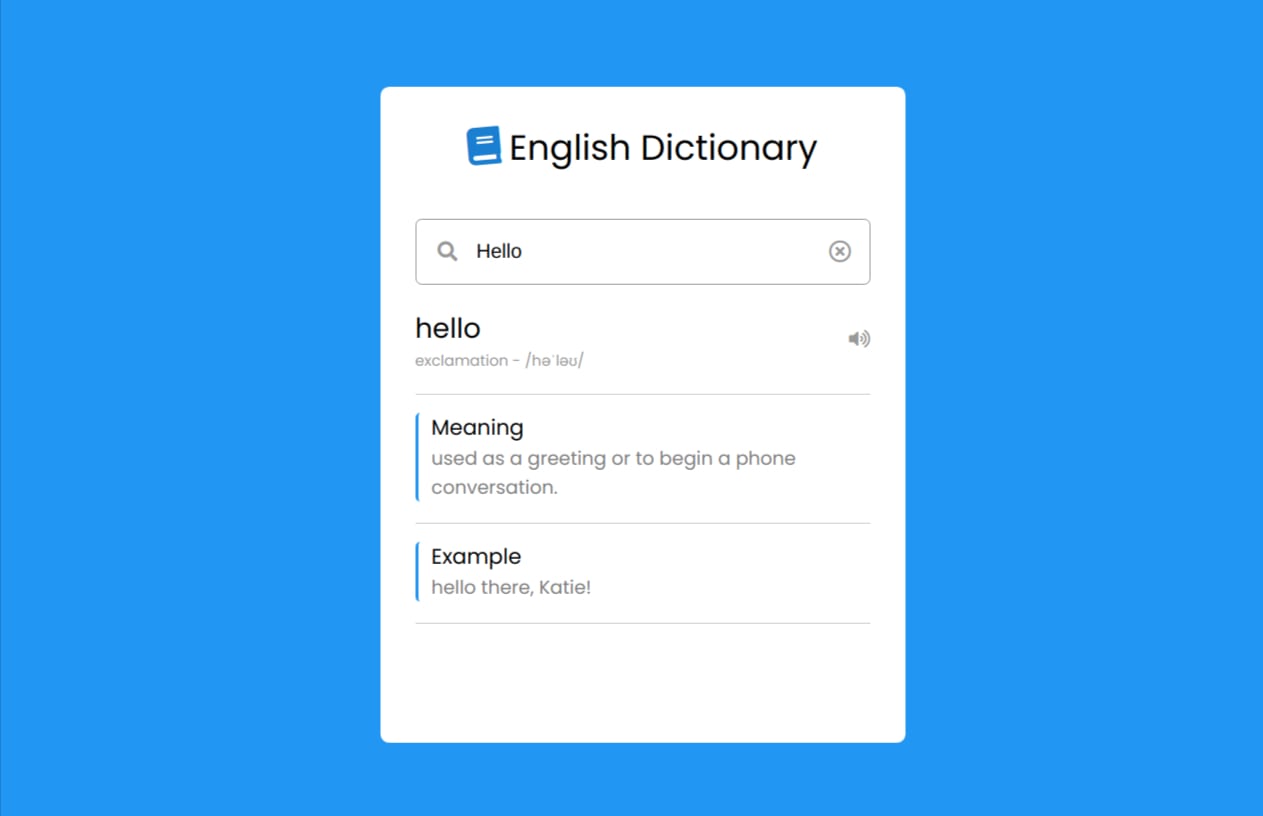 English Dictionary
Hello
hello
exclamation - /həˈləʊ/
Meaning
used as a greeting or to begin a phone
conversation.
Example
hello there, Katie!